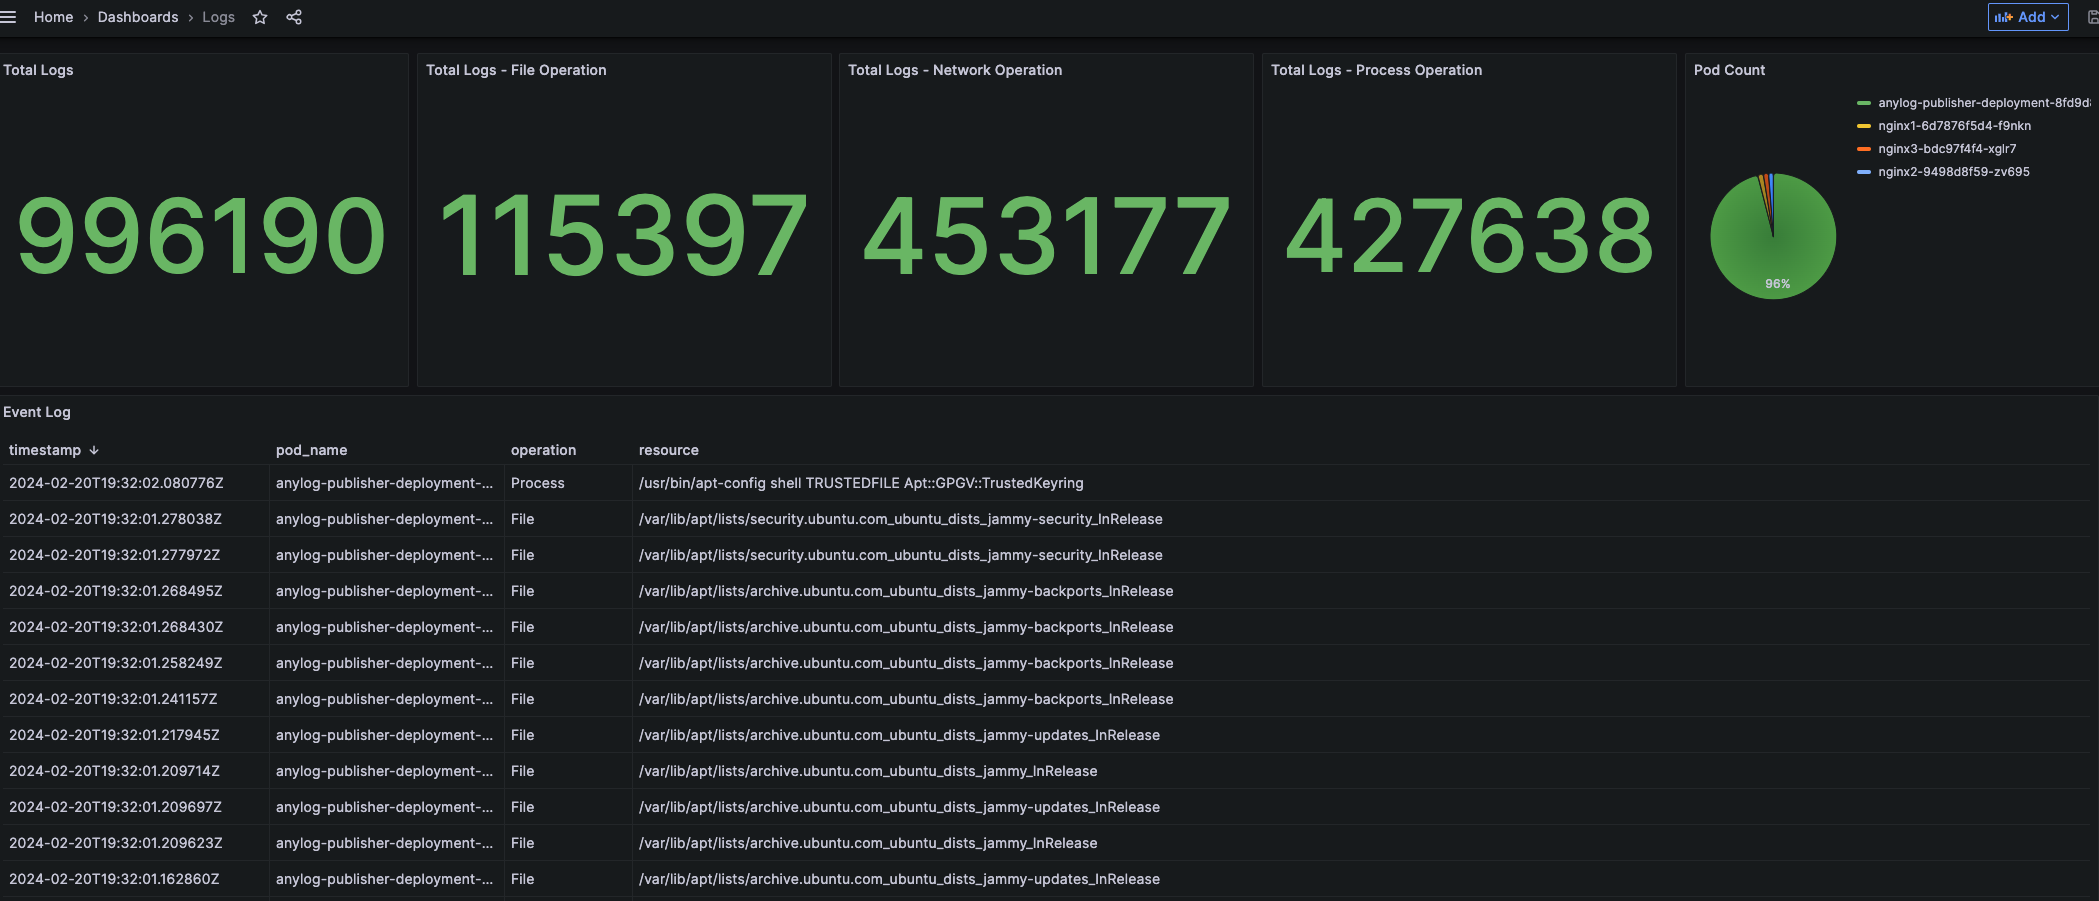 Home › Dashboards › Logs
Add
Total Logs
996190
Total Logs - File Operation
115397
Total Logs - Network Operation
453177
Total Logs - Process Operation
427638
Pod Count
96%
anylog-publisher-deployment-8fd9d
nginx1-6d7876f5d4-f9nkn
nginx3-bdc97f4f4-xglr7
nginx2-9498d8f59-zv695
Event Log
timestamp pod_name operation resource
2024-02-20T19:32:02.080776Z anylog-publisher-deployment-... Process /usr/bin/apt-config shell TRUSTEDFILE Apt::GPGV::TrustedKeyring
2024-02-20T19:32:01.278038Z anylog-publisher-deployment-... File /var/lib/apt/lists/security.ubuntu.com_ubuntu_dists_jammy-security_InRelease
2024-02-20T19:32:01.277972Z anylog-publisher-deployment-... File /var/lib/apt/lists/security.ubuntu.com_ubuntu_dists_jammy-security_InRelease
2024-02-20T19:32:01.268495Z anylog-publisher-deployment-... File /var/lib/apt/lists/archive.ubuntu.com_ubuntu_dists_jammy-backports_InRelease
2024-02-20T19:32:01.268430Z anylog-publisher-deployment-... File /var/lib/apt/lists/archive.ubuntu.com_ubuntu_dists_jammy-backports_InRelease
2024-02-20T19:32:01.258249Z anylog-publisher-deployment-... File /var/lib/apt/lists/archive.ubuntu.com_ubuntu_dists_jammy-backports_InRelease
2024-02-20T19:32:01.241157Z anylog-publisher-deployment-... File /var/lib/apt/lists/archive.ubuntu.com_ubuntu_dists_jammy-backports_InRelease
2024-02-20T19:32:01.217945Z anylog-publisher-deployment-... File /var/lib/apt/lists/archive.ubuntu.com_ubuntu_dists_jammy-updates_InRelease
2024-02-20T19:32:01.209714Z anylog-publisher-deployment-... File /var/lib/apt/lists/archive.ubuntu.com_ubuntu_dists_jammy_InRelease
2024-02-20T19:32:01.209697Z anylog-publisher-deployment-... File /var/lib/apt/lists/archive.ubuntu.com_ubuntu_dists_jammy-updates_InRelease
2024-02-20T19:32:01.209623Z anylog-publisher-deployment-... File /var/lib/apt/lists/archive.ubuntu.com_ubuntu_dists_jammy_InRelease
2024-02-20T19:32:01.162860Z anylog-publisher-deployment-... File /var/lib/apt/lists/archive.ubuntu.com_ubuntu_dists_jammy-updates_InRelease